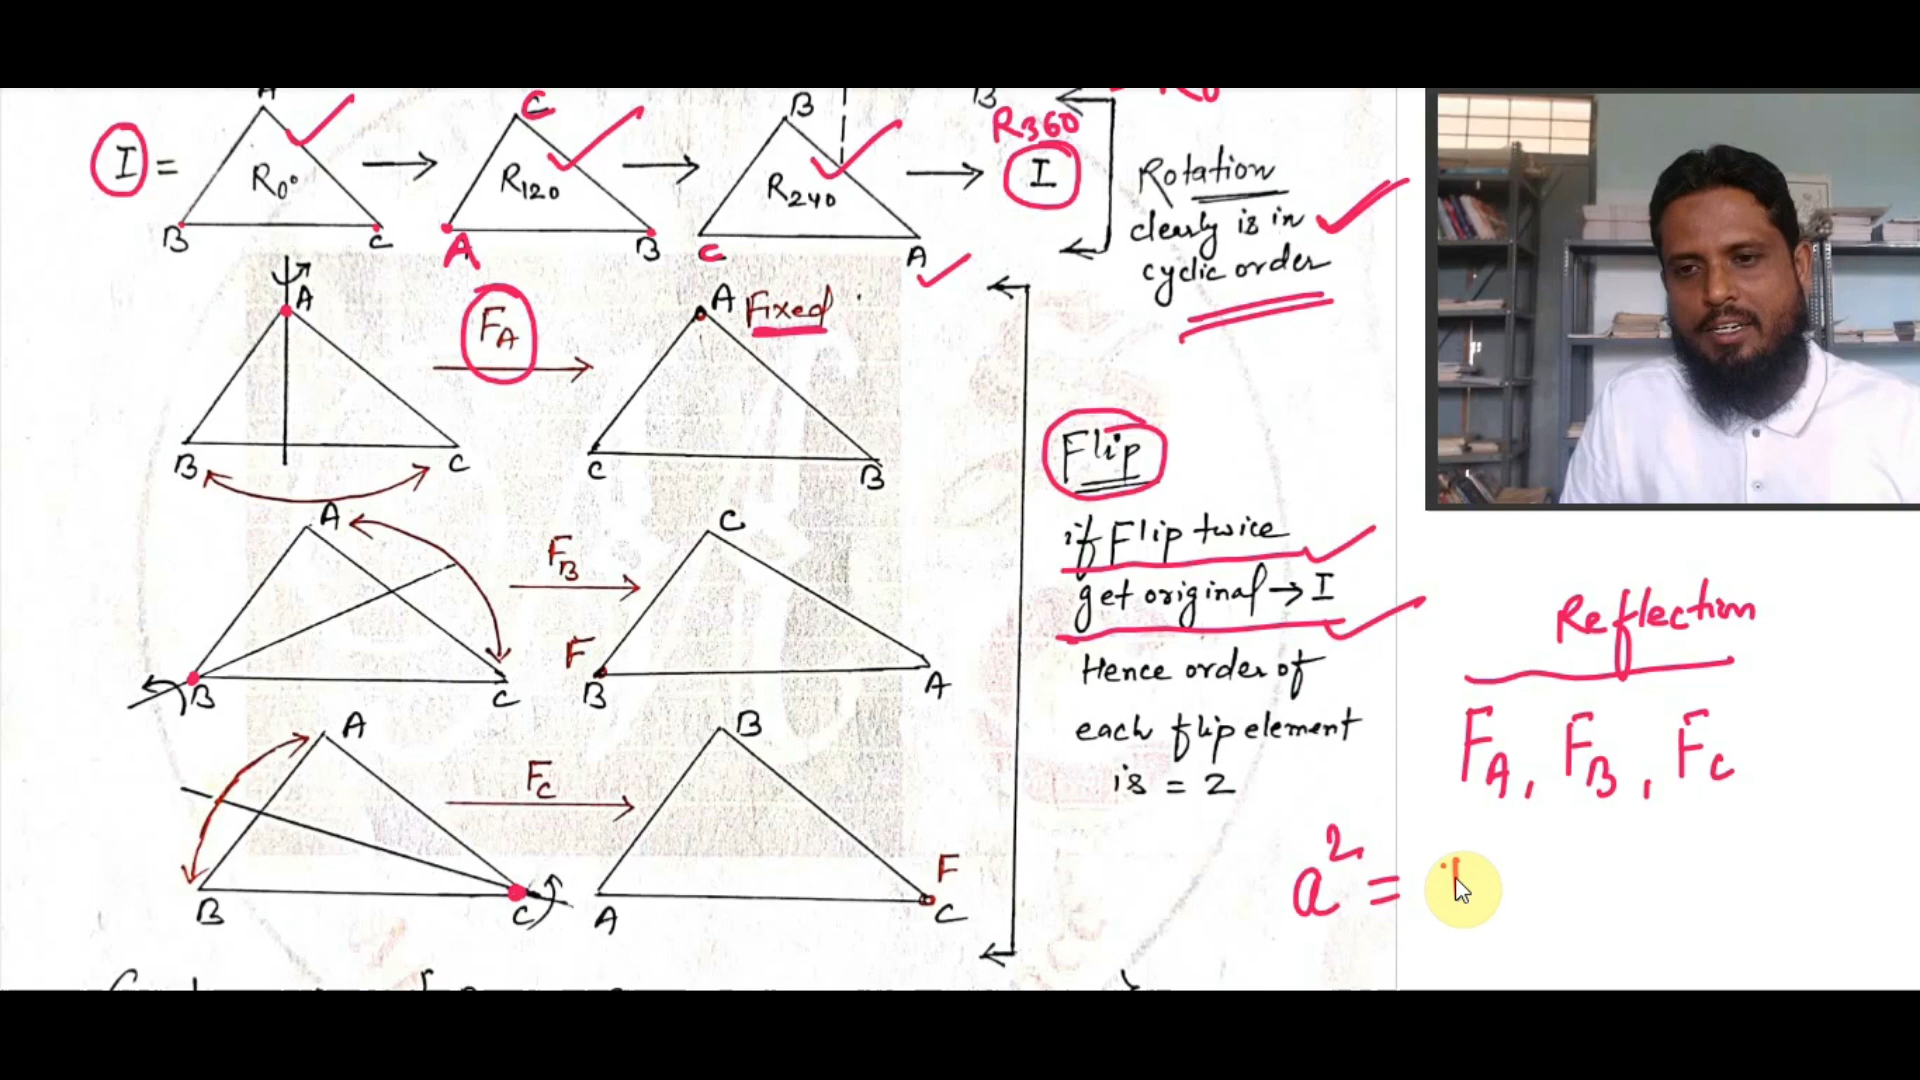 I =
R0°
B
C
C
R120
A
B
B
R240
C
A
B
R360
I
Rotation
clearly is in
cyclic order
A
B
C
FA
A Fixed
C
B
Flip
if Flip twice
get original → I
Hence order of
each flip element
is = 2
A
B
C
FB
C
F
B
A
A
B
C
FC
B
A
F
C
Reflection
FA, FB, FC
a² =